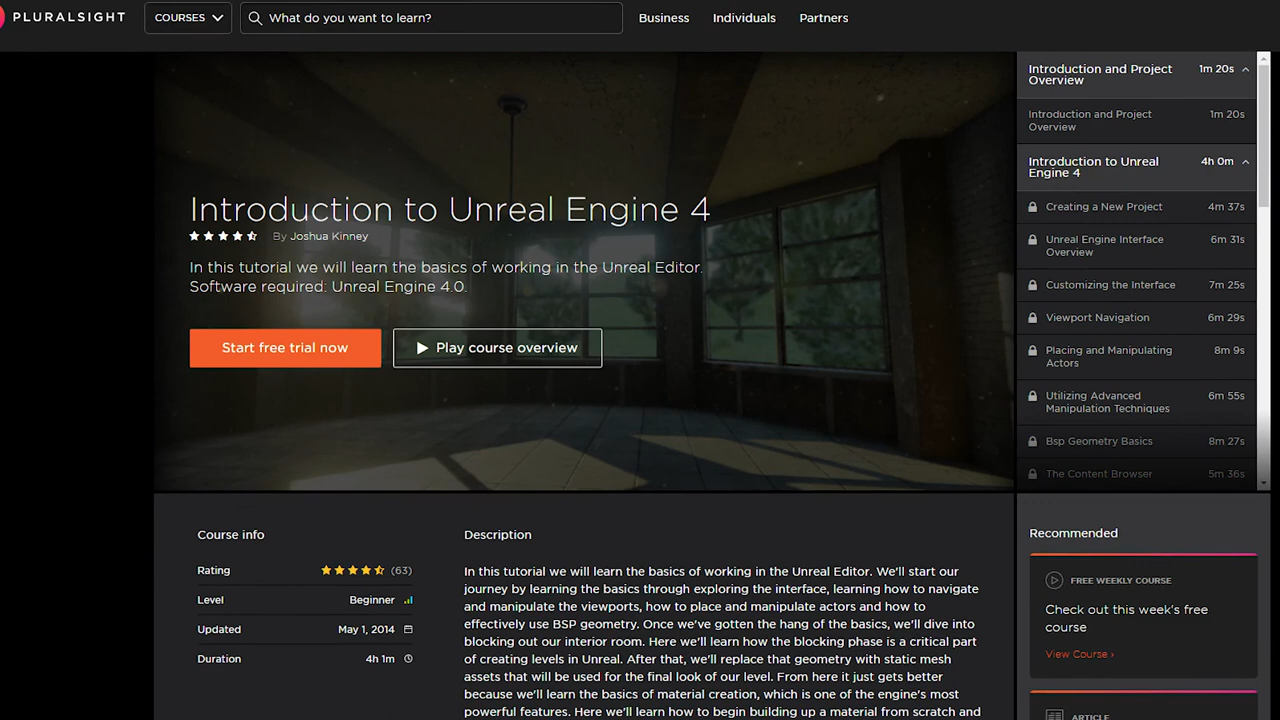 PLURALSIGHT
COURSES
What do you want to learn?
Business
Individuals
Partners
Introduction to Unreal Engine 4
By Joshua Kinney
In this tutorial we will learn the basics of working in the Unreal Editor.
Software required: Unreal Engine 4.0.
Start free trial now
Play course overview
Introduction and Project
Overview
1m 20s
Introduction and Project
Overview
1m 20s
Introduction to Unreal
Engine 4
4h 0m
Creating a New Project
4m 37s
Unreal Engine Interface
Overview
6m 31s
Customizing the Interface
7m 25s
Viewport Navigation
6m 29s
Placing and Manipulating
Actors
8m 9s
Utilizing Advanced
Manipulation Techniques
6m 55s
Bsp Geometry Basics
8m 27s
The Content Browser
5m 36s
Course info
Rating
(63)
Level
Beginner
Updated
May 1, 2014
Duration
4h 1m
Description
In this tutorial we will learn the basics of working in the Unreal Editor. We'll start our
journey by learning the basics through exploring the interface, learning how to navigate
and manipulate the viewports, how to place and manipulate actors and how to
effectively use BSP geometry. Once we've gotten the hang of the basics, we'll dive into
blocking out our interior room. Here we'll learn how the blocking phase is a critical part
of creating levels in Unreal. After that, we'll replace that geometry with static mesh
assets that will be used for the final look of our level. From here it just gets better
because we'll learn the basics of material creation, which is one of the engine's most
powerful features. Here we'll learn how to begin building up a material from scratch and
Recommended
FREE WEEKLY COURSE
Check out this week's free
course
View Course ›
ARTICLE